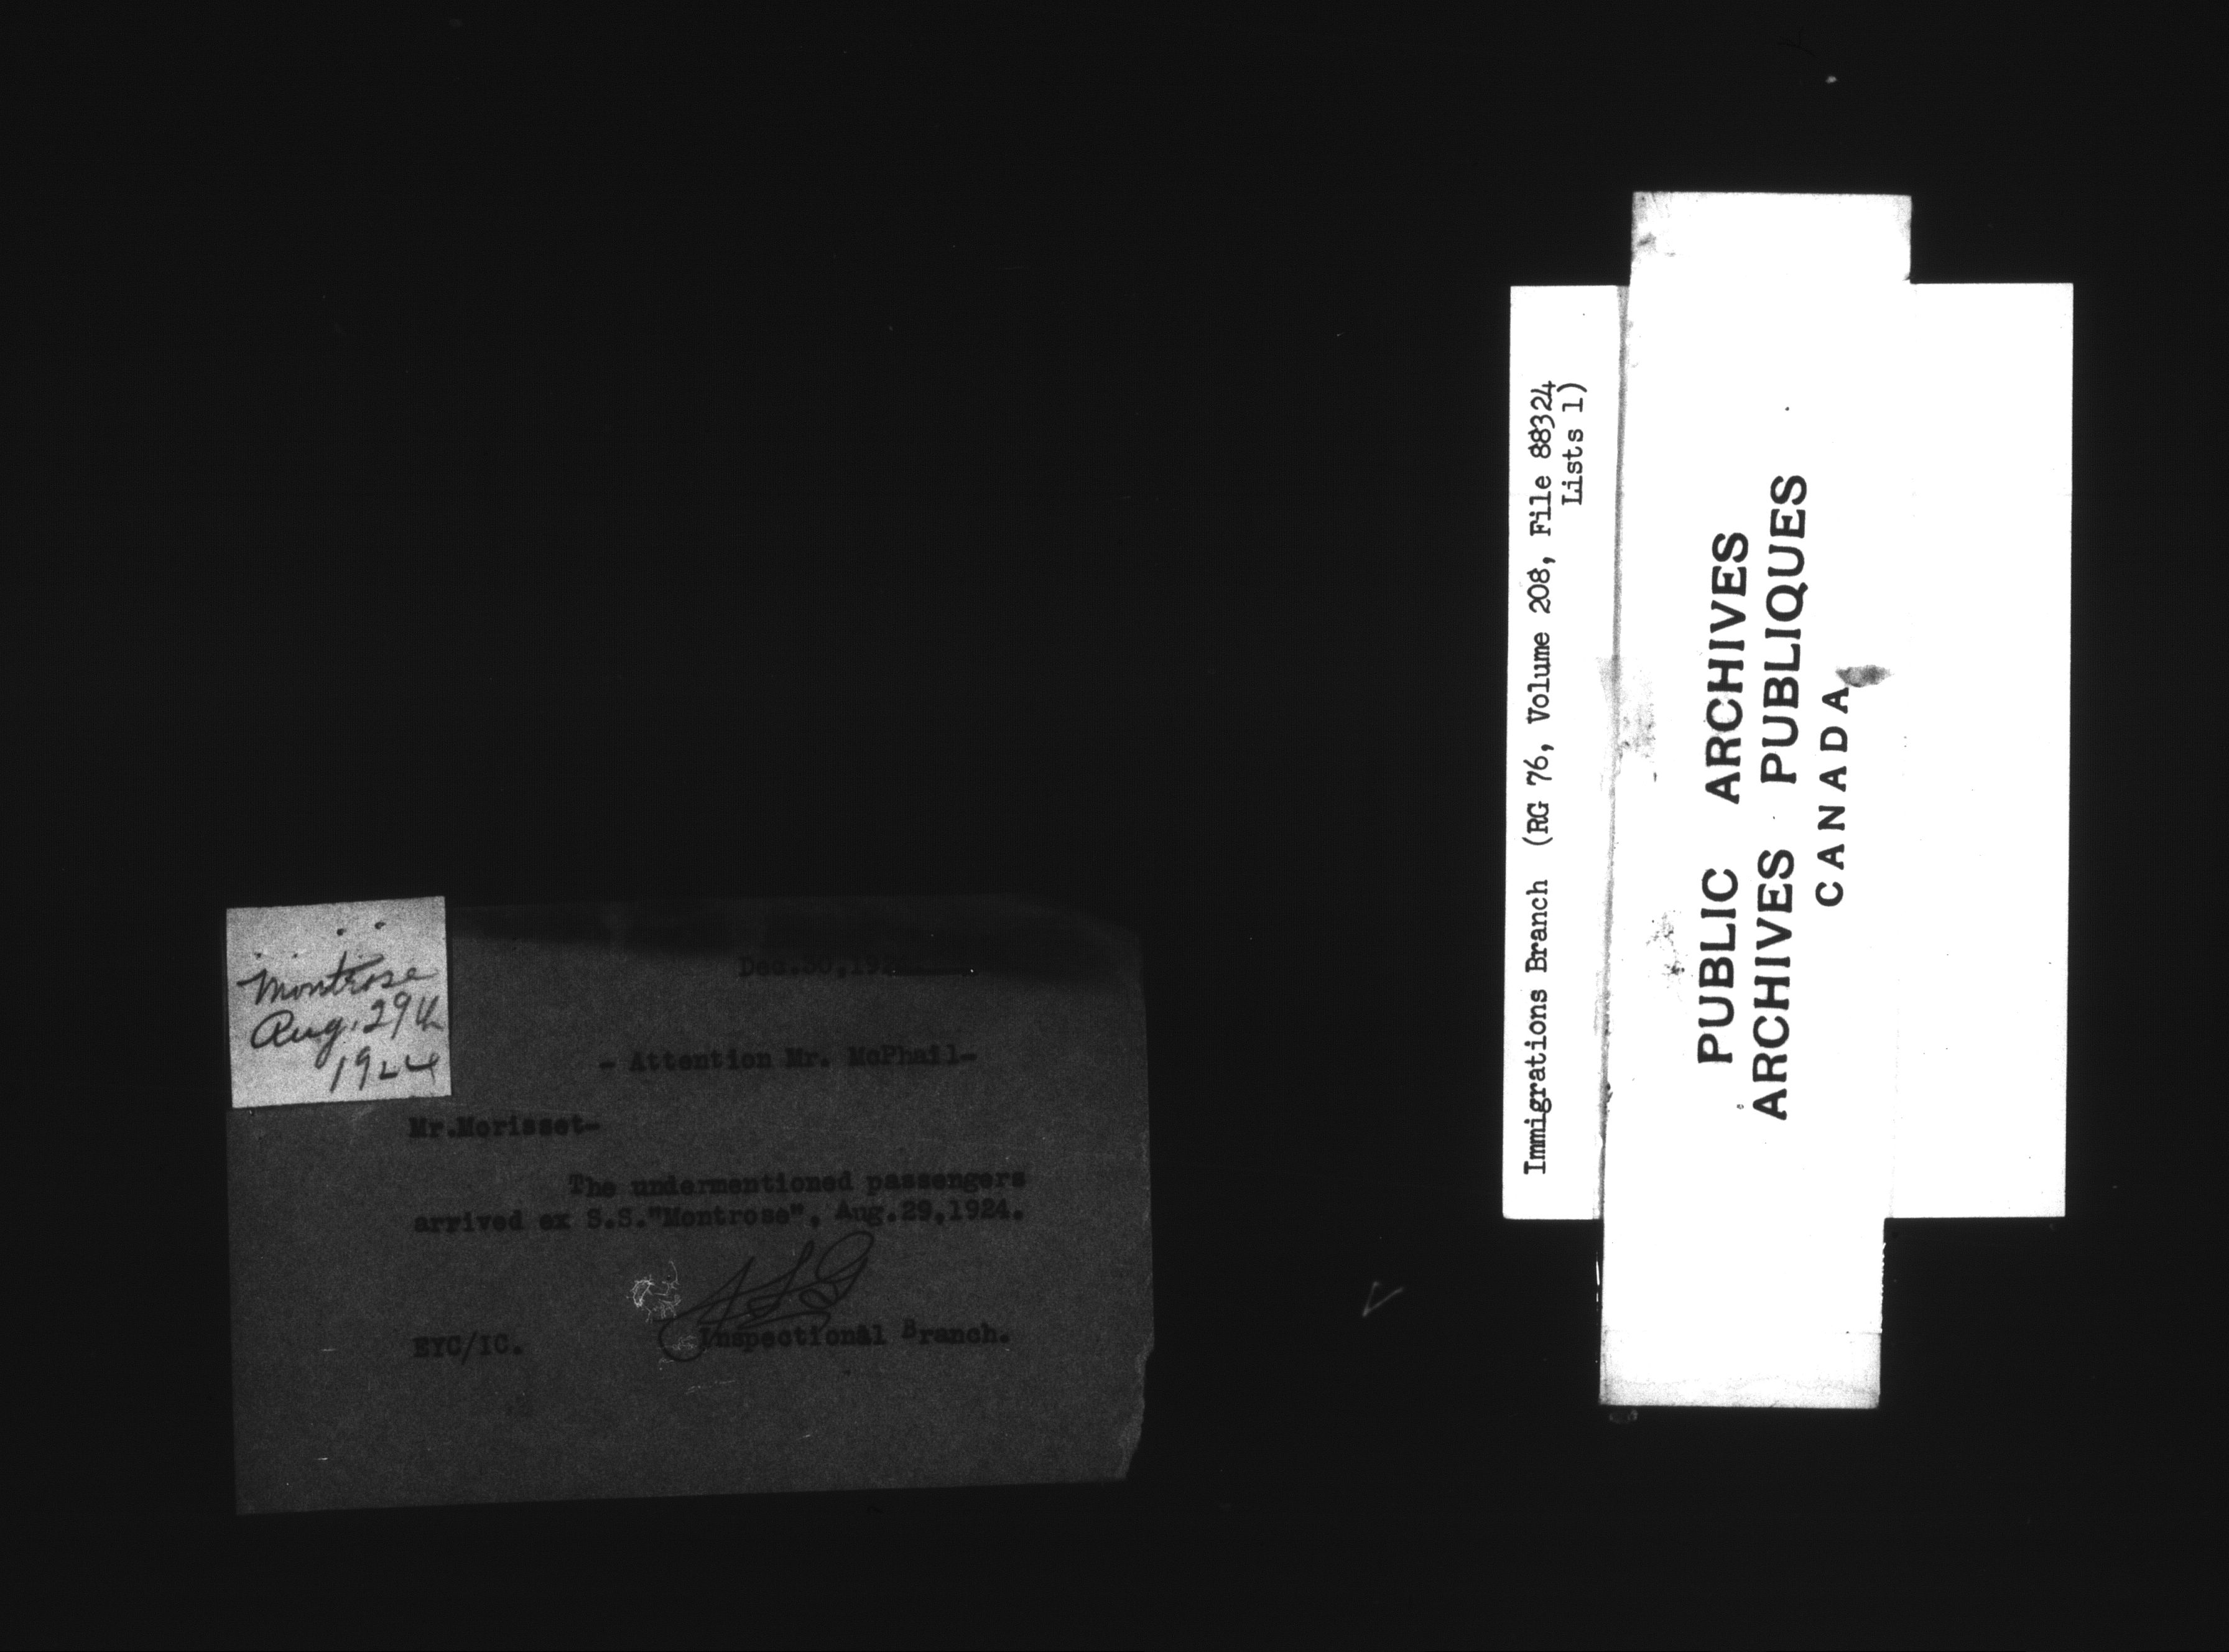 Montrose
Aug. 29th
1924
Dec.30,192
- Attention Mr. McPhail-
Mr.Morisset-
The undermentioned passengers
arrived ex S.S."Montrose", Aug.29,1924.
EYC/IC.
Inspectional Branch.
Immigrations Branch (RG 76, Volume 208, File 88324
Lists 1)
PUBLIC ARCHIVES
ARCHIVES PUBLIQUES
CANADA